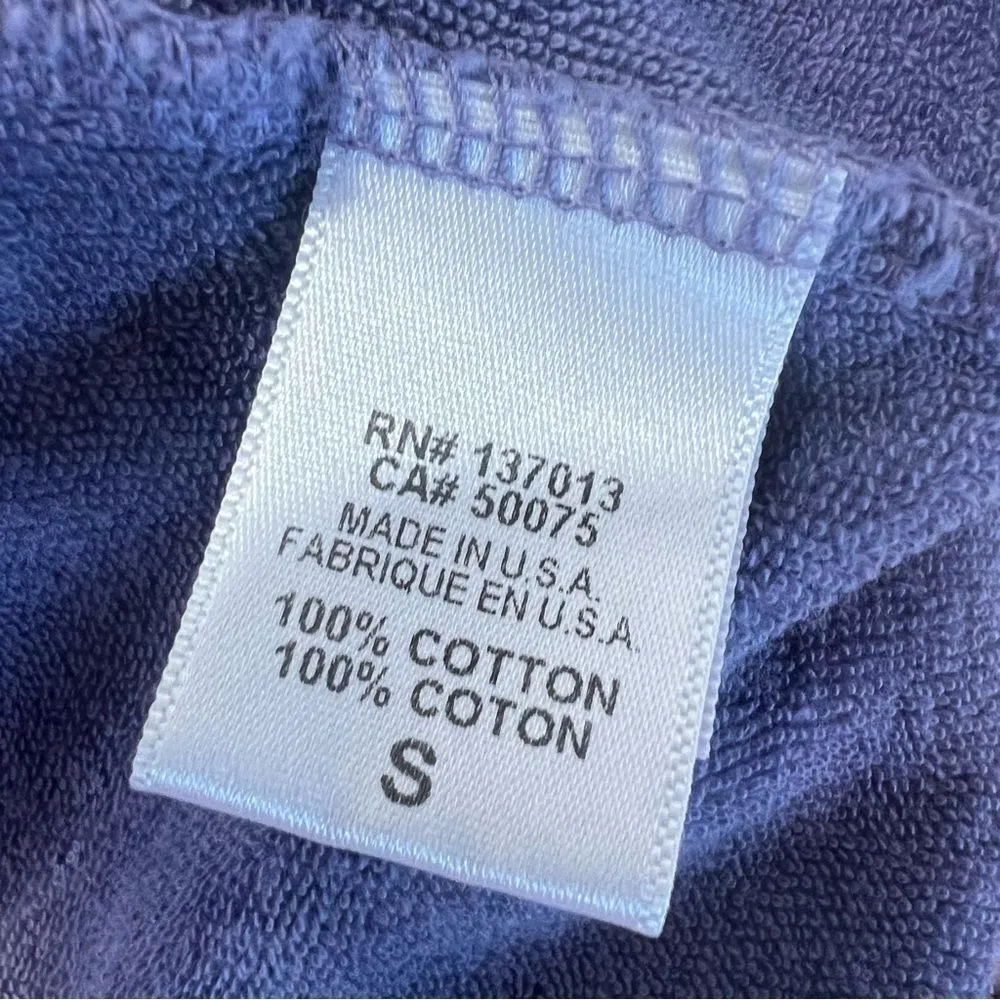 RN# 137013
CA# 50075
MADE IN U.S.A.
FABRIQUE EN U.S.A.
100% COTTON
100% COTON
S